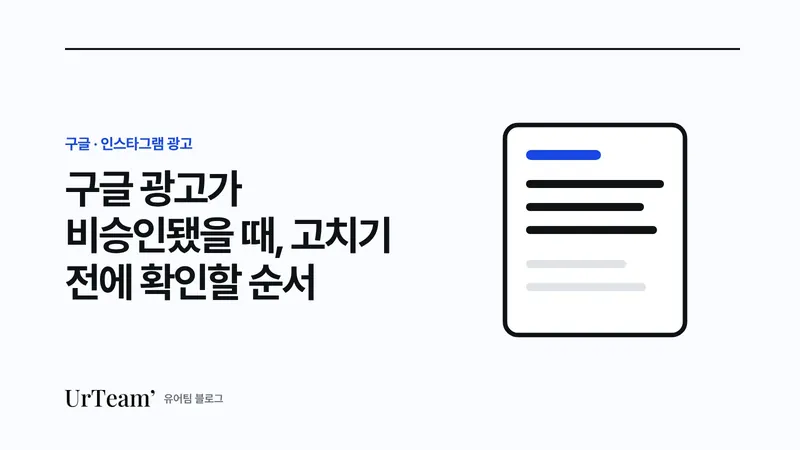 구글 · 인스타그램 광고
구글 광고가
비승인됐을 때, 고치기
전에 확인할 순서
UrTeam’ 유어팀 블로그